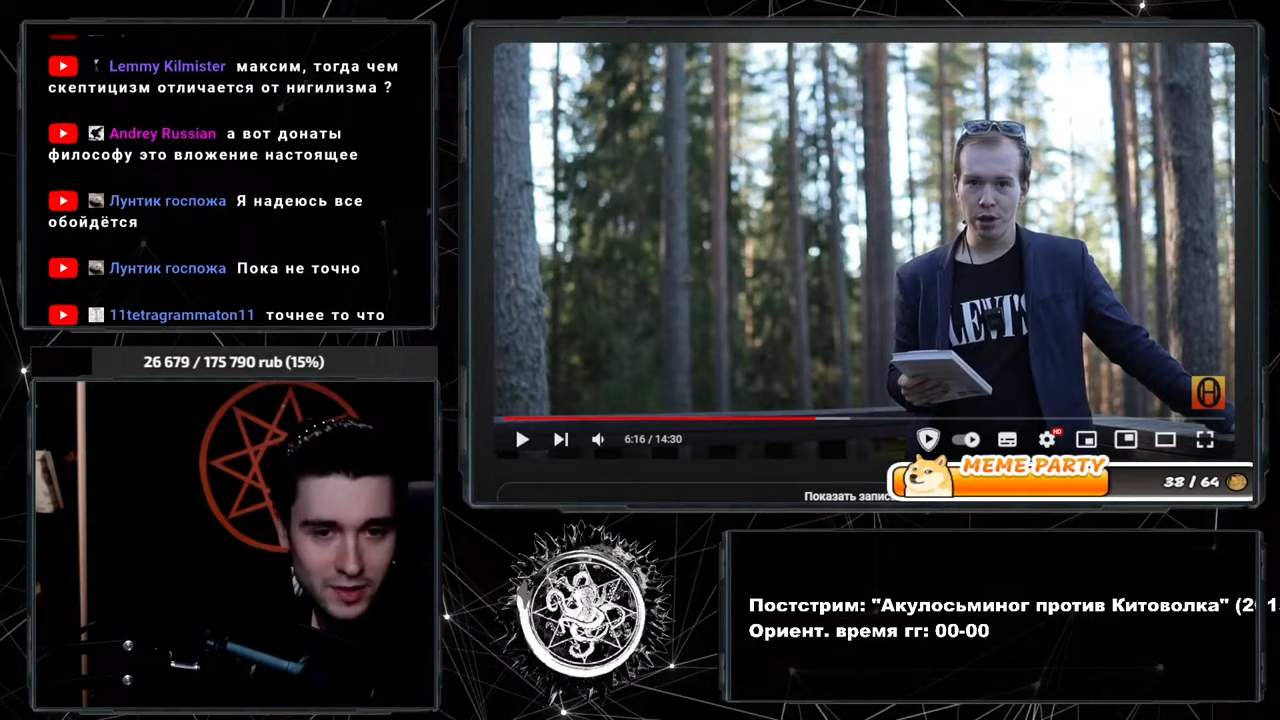 Lemmy Kilmister максим, тогда чем
скептицизм отличается от нигилизма ?
Andrey Russian а вот донаты
философу это вложение настоящее
Лунтик госпожа Я надеюсь все
обойдётся
Лунтик госпожа Пока не точно
11tetragrammaton11 точнее то что
26 679 / 175 790 rub (15%)
LEVI'S
6:16 / 14:30
HD
MEME PARTY
38 / 64
Показать
Постстрим: "Акулосьминог против Китоволка"
Ориент. время гг: 00-00